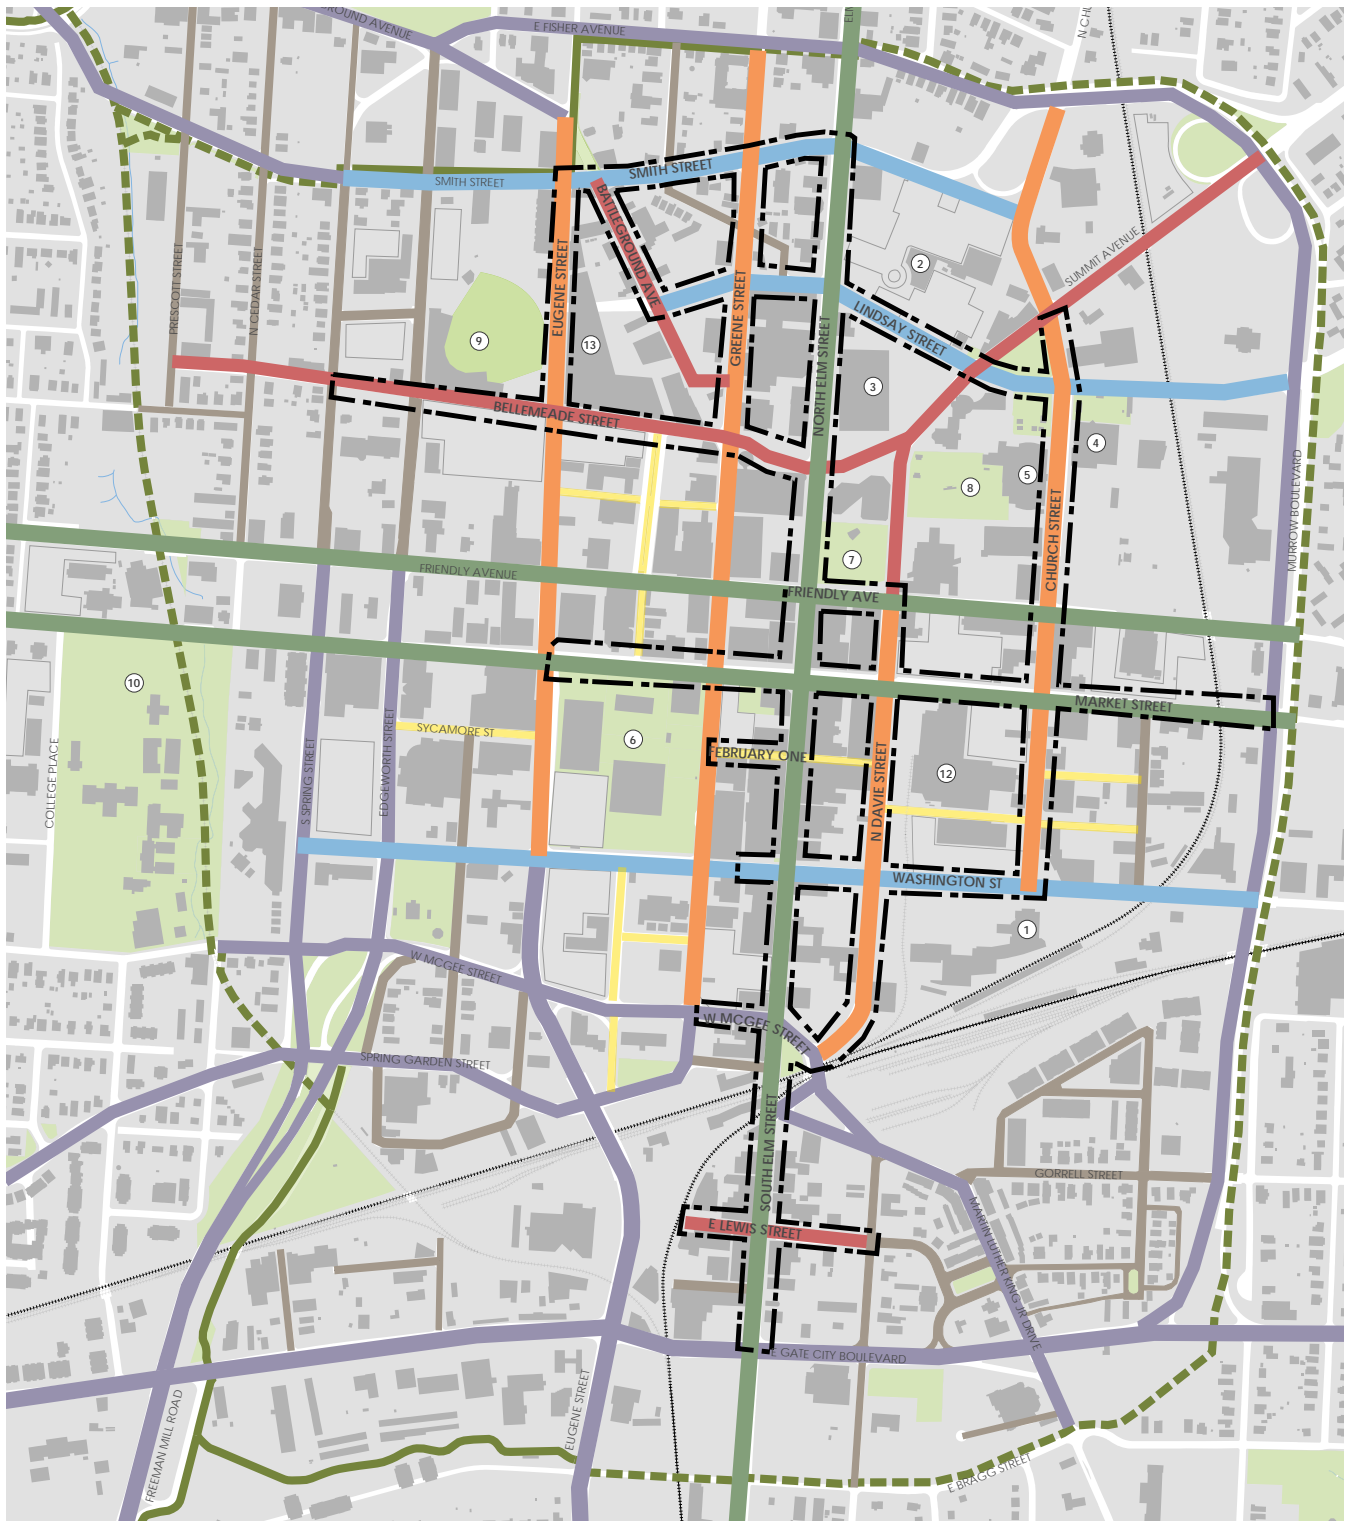 GROUND AVENUE
E FISHER AVENUE
ELM
N CHU
SMITH STREET
SMITH STREET
BATTLEGROUND AVE
PRESCOTT STREET
N CEDAR STREET
EUGENE STREET
GREENE STREET
NORTH ELM STREET
2
SUMMIT AVENUE
LINDSAY STREET
9
13
3
BELLEMEADE STREET
4
5
8
CHURCH STREET
MURROW BOULEVARD
7
FRIENDLY AVENUE
FRIENDLY AVE
10
MARKET STREET
SYCAMORE ST
6
FEBRUARY ONE
12
COLLEGE PLACE
S SPRING STREET
EDGEWORTH STREET
N DAVIE STREET
WASHINGTON ST
1
W MCGEE STREET
W MCGEE STREET
SPRING GARDEN STREET
SOUTH ELM STREET
GORRELL STREET
E LEWIS STREET
MARTIN LUTHER KING JR DRIVE
E GATE CITY BOULEVARD
FREEMAN MILL ROAD
EUGENE STREET
E BRAGG STREET